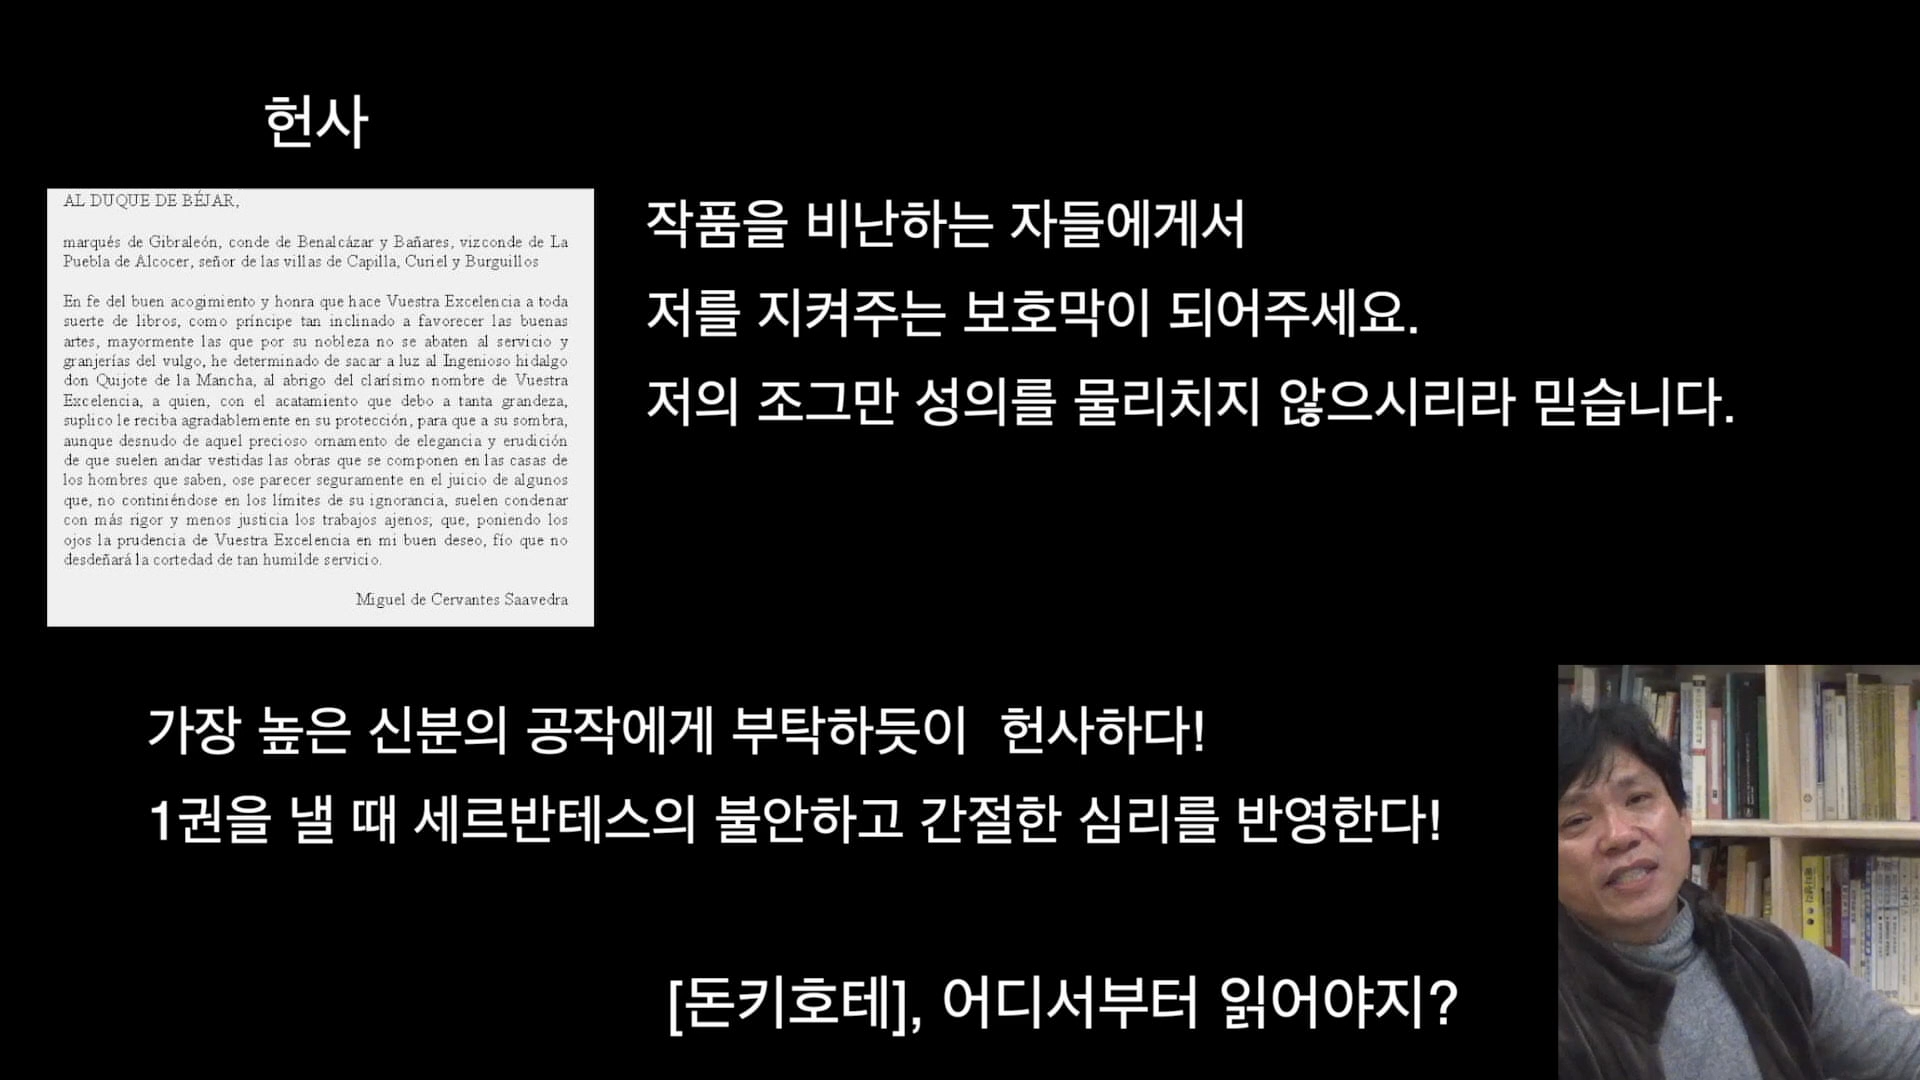 헌사
AL DUQUE DE BÉJAR,
marqués de Gibraleón, conde de Benalcázar y Bañares, vizconde de La
Puebla de Alcocer, señor de las villas de Capilla, Curiel y Burguillos
En fe del buen acogimiento y honra que hace Vuestra Excelencia a toda
suerte de libros, como príncipe tan inclinado a favorecer las buenas
artes, mayormente las que por su nobleza no se abaten al servicio y
granjerías del vulgo, he determinado de sacar a luz al Ingenioso hidalgo
don Quijote de la Mancha, al abrigo del clarísimo nombre de Vuestra
Excelencia, a quien, con el acatamiento que debo a tanta grandeza,
suplico le reciba agradablemente en su protección, para que a su sombra,
aunque desnudo de aquel precioso ornamento de elegancia y erudición
de que suelen andar vestidas las obras que se componen en las casas de
los hombres que saben, ose parecer seguramente en el juicio de algunos
que, no continiéndose en los límites de su ignorancia, suelen condenar
con más rigor y menos justicia los trabajos ajenos; que, poniendo los
ojos la prudencia de Vuestra Excelencia en mi buen deseo, fío que no
desdeñará la cortedad de tan humilde servicio.
Miguel de Cervantes Saavedra
작품을 비난하는 자들에게서
저를 지켜주는 보호막이 되어주세요.
저의 조그만 성의를 물리치지 않으시리라 믿습니다.
가장 높은 신분의 공작에게 부탁하듯이 헌사하다!
1권을 낼 때 세르반테스의 불안하고 간절한 심리를 반영한다!
[돈키호테], 어디서부터 읽어야지?